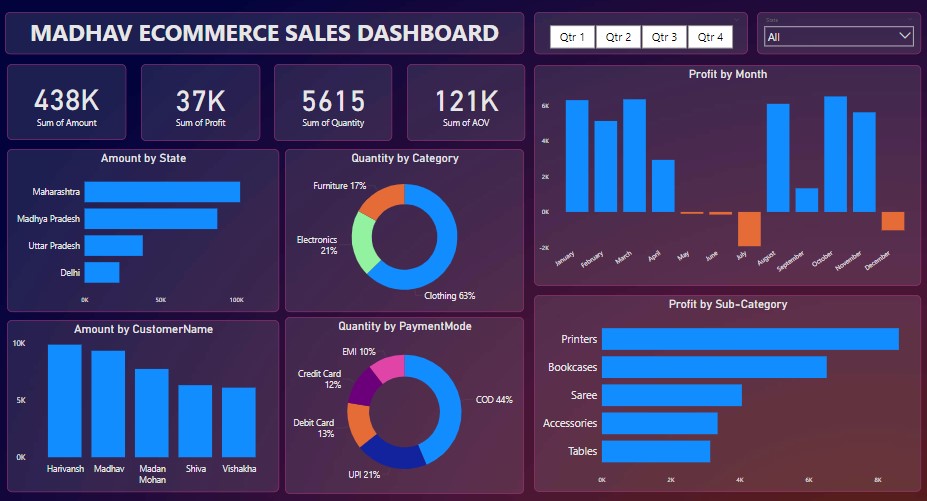 MADHAV ECOMMERCE SALES DASHBOARD
Qtr 1
Qtr 2
Qtr 3
Qtr 4
State
All
438K
Sum of Amount
37K
Sum of Profit
5615
Sum of Quantity
121K
Sum of AOV
Amount by State
Maharashtra
Madhya Pradesh
Uttar Pradesh
Delhi
0K
50K
100K
Quantity by Category
Furniture 17%
Electronics
21%
Clothing 63%
Profit by Month
6K
4K
2K
0K
-2K
January
February
March
April
May
June
July
August
September
October
November
December
Amount by CustomerName
10K
5K
0K
Harivansh
Madhav
Madan
Mohan
Shiva
Vishakha
Quantity by PaymentMode
EMI 10%
Credit Card
12%
Debit Card
13%
UPI 21%
COD 44%
Profit by Sub-Category
Printers
Bookcases
Saree
Accessories
Tables
0K
2K
4K
6K
8K